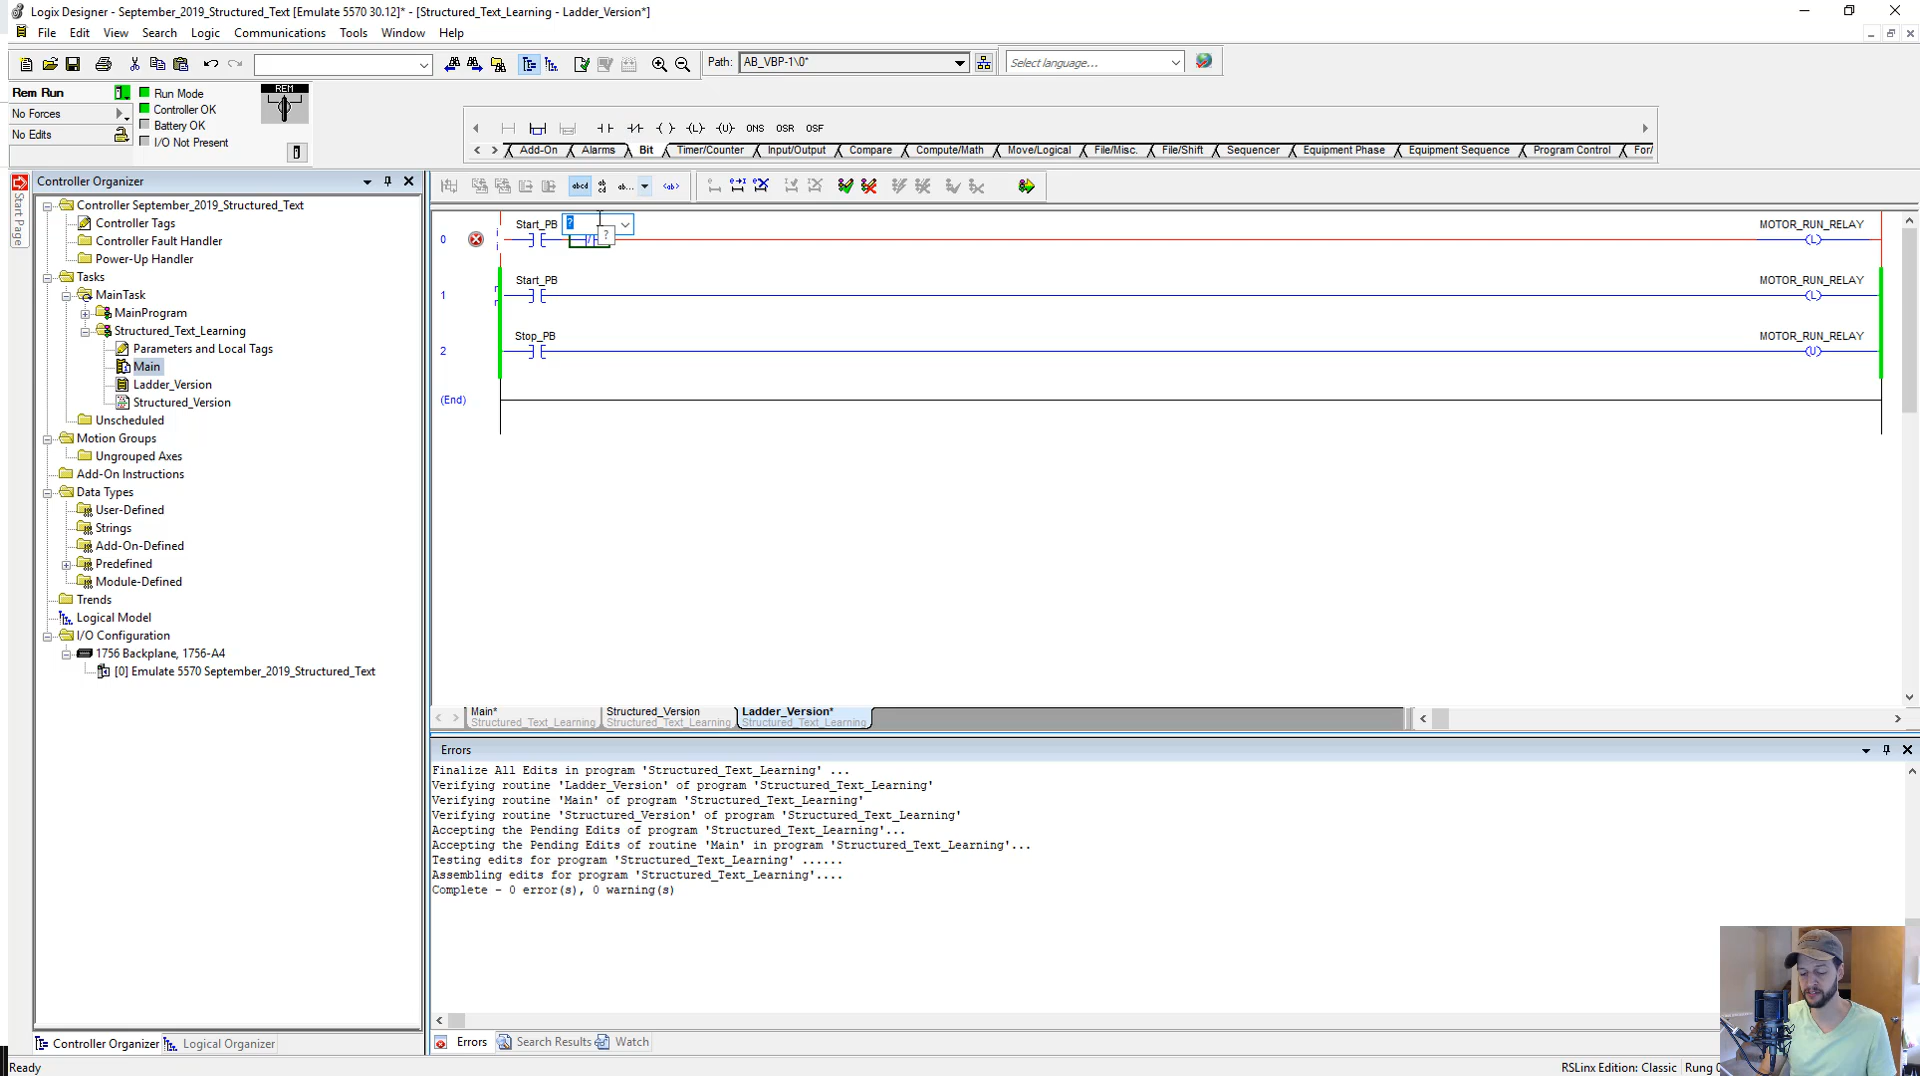 Logix Designer - September_2019_Structured_Text [Emulate 5570 30.12]* - [Structured_Text_Learning - Ladder_Version*]
File Edit View Search Logic Communications Tools Window Help
Path: AB_VBP-1\0* Select language...
Rem Run Run Mode REM
No Forces Controller OK
No Edits Battery OK
I/O Not Present
ONS OSR OSF
Add-On Alarms Bit Timer/Counter Input/Output Compare Compute/Math Move/Logical File/Misc. File/Shift Sequencer Equipment Phase Equipment Sequence Program Control For/
Start Page
Controller Organizer
Controller September_2019_Structured_Text
Controller Tags
Controller Fault Handler
Power-Up Handler
Tasks
MainTask
MainProgram
Structured_Text_Learning
Parameters and Local Tags
Main
Ladder_Version
Structured_Version
Unscheduled
Motion Groups
Ungrouped Axes
Add-On Instructions
Data Types
User-Defined
Strings
Add-On-Defined
Predefined
Module-Defined
Trends
Logical Model
I/O Configuration
1756 Backplane, 1756-A4
[0] Emulate 5570 September_2019_Structured_Text
Controller Organizer Logical Organizer
Start_PB ? MOTOR_RUN_RELAY
0 ? L
Start_PB MOTOR_RUN_RELAY
1 L
Stop_PB MOTOR_RUN_RELAY
2 U
(End)
Main* Structured_Version Ladder_Version*
Structured_Text_Learning Structured_Text_Learning Structured_Text_Learning
Errors
Finalize All Edits in program 'Structured_Text_Learning' ...
Verifying routine 'Ladder_Version' of program 'Structured_Text_Learning'
Verifying routine 'Main' of program 'Structured_Text_Learning'
Verifying routine 'Structured_Version' of program 'Structured_Text_Learning'
Accepting the Pending Edits of program 'Structured_Text_Learning'...
Accepting the Pending Edits of routine 'Main' in program 'Structured_Text_Learning'...
Testing edits for program 'Structured_Text_Learning' ......
Assembling edits for program 'Structured_Text_Learning'....
Complete - 0 error(s), 0 warning(s)
Errors Search Results Watch
Ready RSLinx Edition: Classic Rung